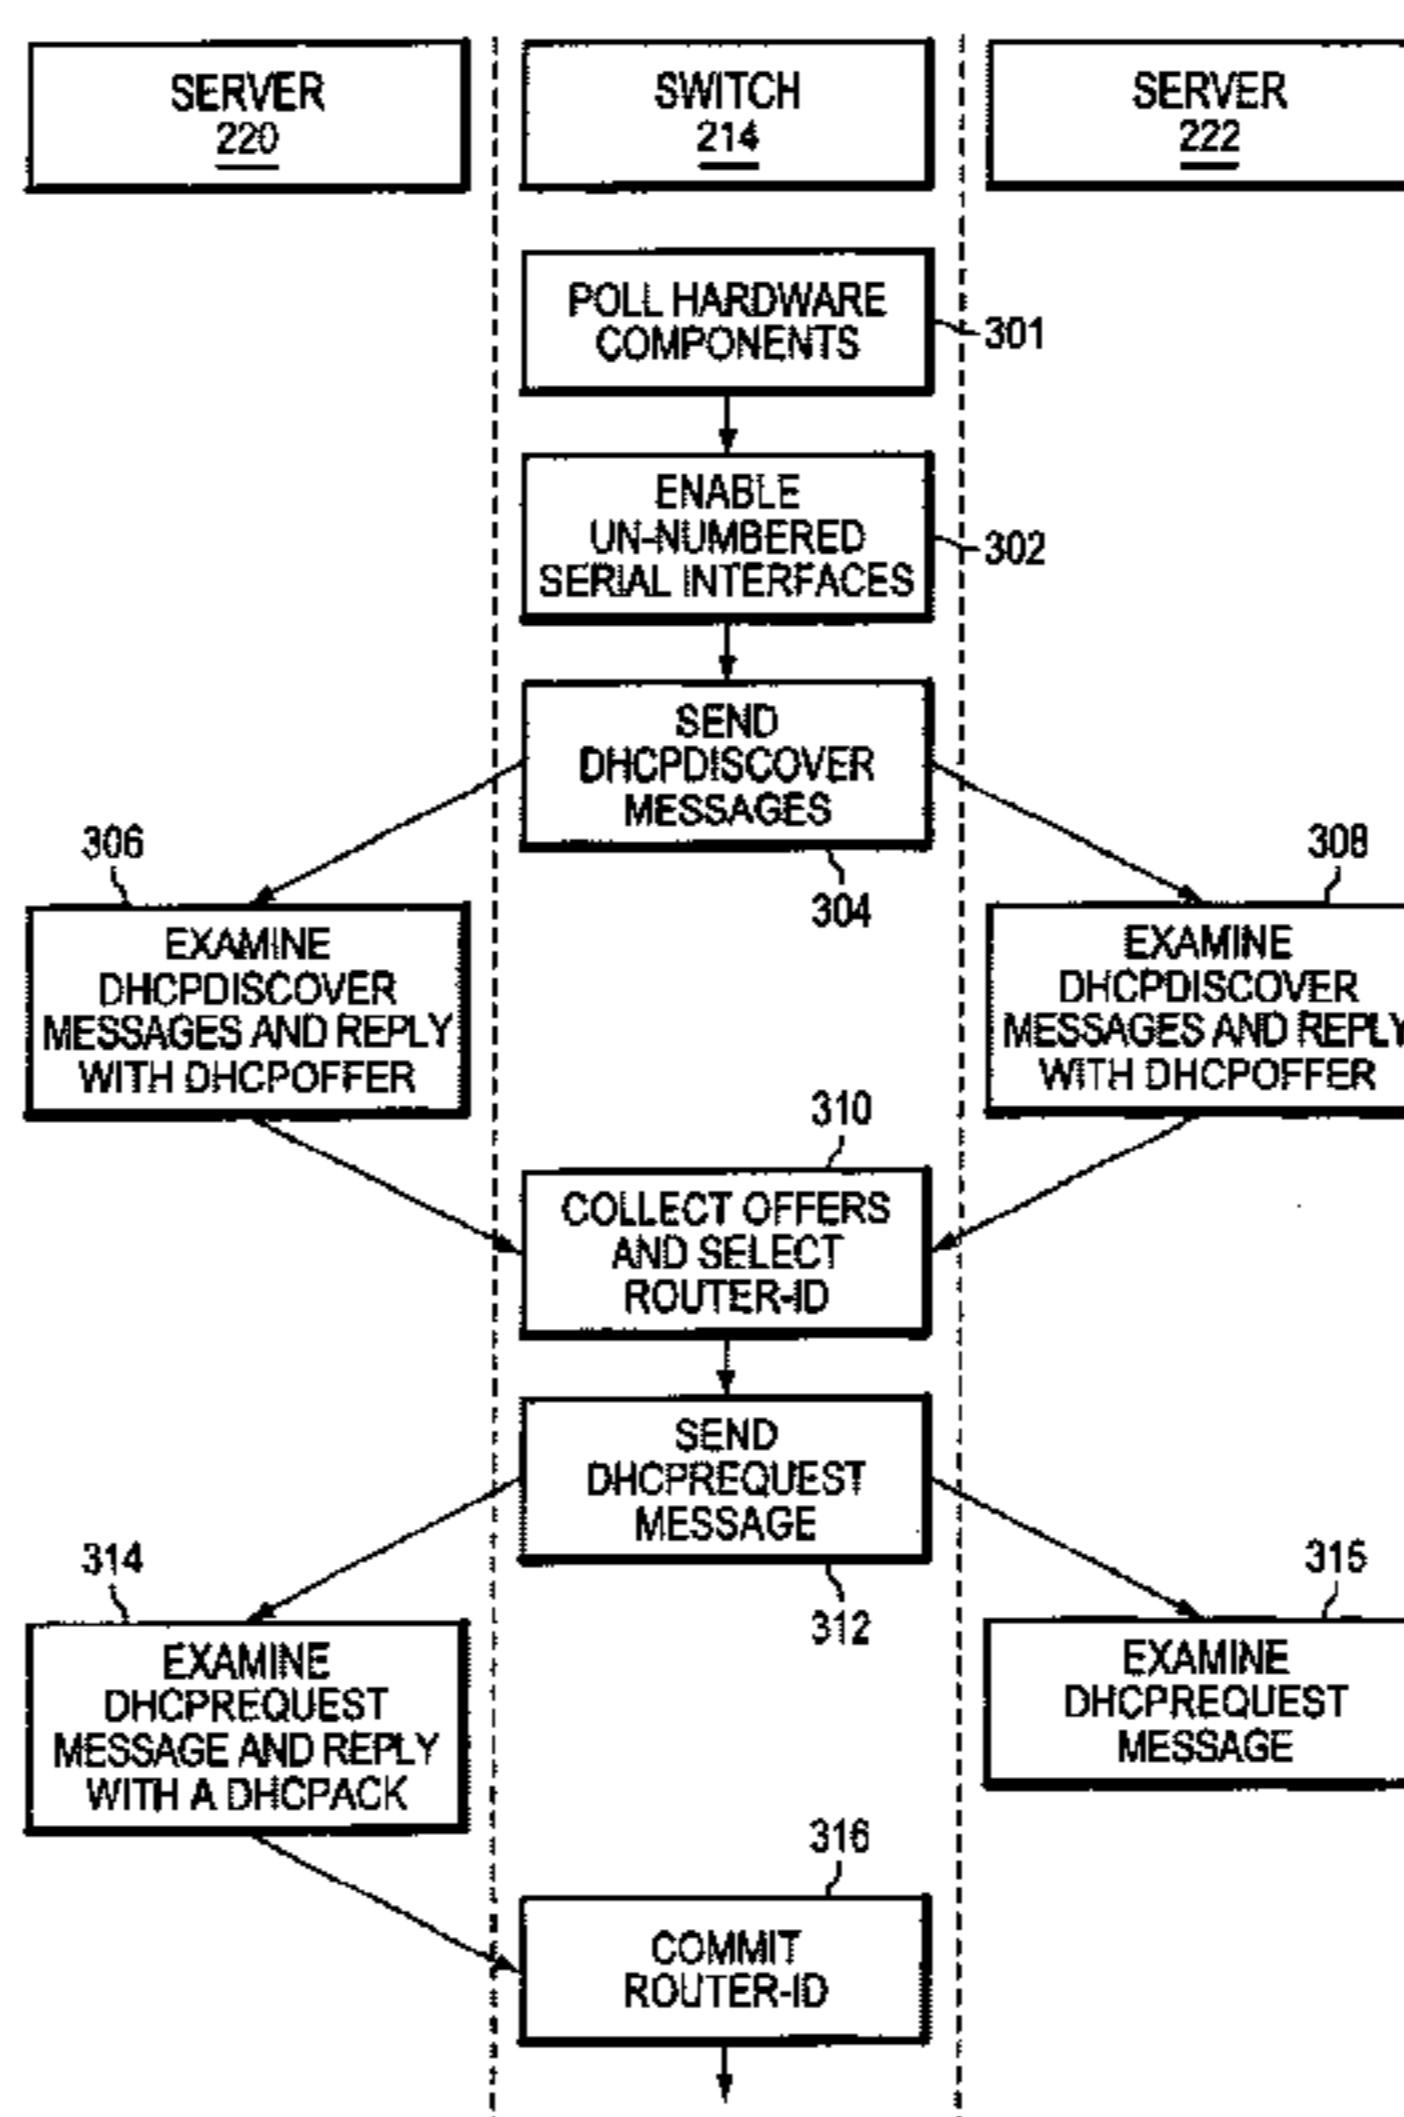 SERVER
220
SWITCH
214
SERVER
222
POLL HARDWARE
COMPONENTS
301
ENABLE
UN-NUMBERED
SERIAL INTERFACES
302
SEND
DHCPDISCOVER
MESSAGES
304
306
EXAMINE
DHCPDISCOVER
MESSAGES AND REPLY
WITH DHCPOFFER
308
EXAMINE
DHCPDISCOVER
MESSAGES AND REPLY
WITH DHCPOFFER
310
COLLECT OFFERS
AND SELECT
ROUTER-ID
SEND
DHCPREQUEST
MESSAGE
312
314
EXAMINE
DHCPREQUEST
MESSAGE AND REPLY
WITH A DHCPACK
315
EXAMINE
DHCPREQUEST
MESSAGE
316
COMMIT
ROUTER-ID